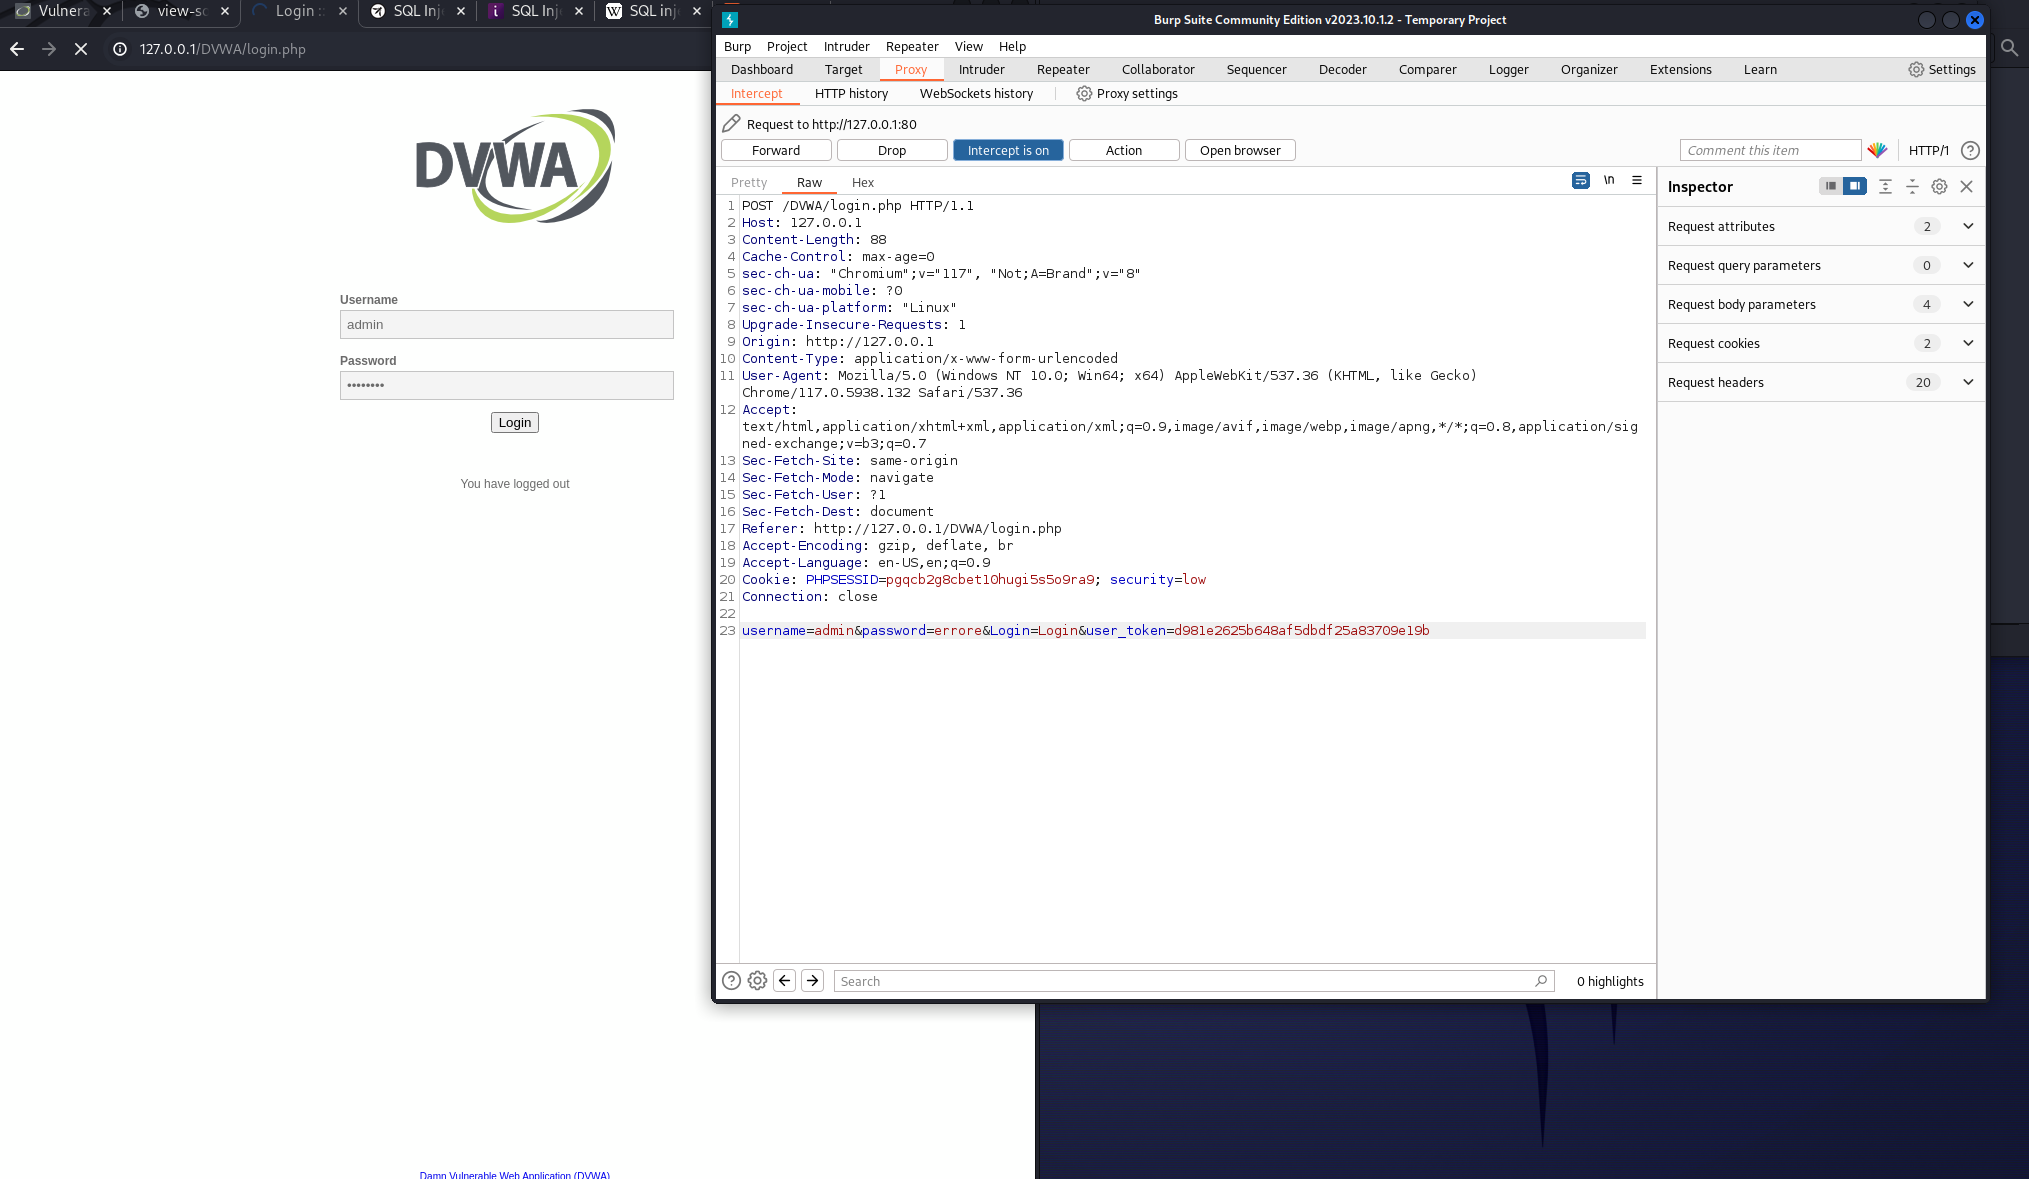 Vulnera
view-sc
Login ::
SQL Inj
SQL Inj
SQL inj
127.0.0.1/DVWA/login.php
DVWA
Username
admin
Password
••••••••
Login
You have logged out
Damn Vulnerable Web Application (DVWA)
Burp Suite Community Edition v2023.10.1.2 - Temporary Project
Burp Project Intruder Repeater View Help
Dashboard Target Proxy Intruder Repeater Collaborator Sequencer Decoder Comparer Logger Organizer Extensions Learn Settings
Intercept HTTP history WebSockets history Proxy settings
Request to http://127.0.0.1:80
Forward Drop Intercept is on Action Open browser Comment this item HTTP/1 ?
Pretty Raw Hex \n
1 POST /DVWA/login.php HTTP/1.1
2 Host: 127.0.0.1
3 Content-Length: 88
4 Cache-Control: max-age=0
5 sec-ch-ua: "Chromium";v="117", "Not;A=Brand";v="8"
6 sec-ch-ua-mobile: ?0
7 sec-ch-ua-platform: "Linux"
8 Upgrade-Insecure-Requests: 1
9 Origin: http://127.0.0.1
10 Content-Type: application/x-www-form-urlencoded
11 User-Agent: Mozilla/5.0 (Windows NT 10.0; Win64; x64) AppleWebKit/537.36 (KHTML, like Gecko)
Chrome/117.0.5938.132 Safari/537.36
12 Accept:
text/html,application/xhtml+xml,application/xml;q=0.9,image/avif,image/webp,image/apng,*/*;q=0.8,application/sig
ned-exchange;v=b3;q=0.7
13 Sec-Fetch-Site: same-origin
14 Sec-Fetch-Mode: navigate
15 Sec-Fetch-User: ?1
16 Sec-Fetch-Dest: document
17 Referer: http://127.0.0.1/DVWA/login.php
18 Accept-Encoding: gzip, deflate, br
19 Accept-Language: en-US,en;q=0.9
20 Cookie: PHPSESSID=pgqcb2g8cbet10hugi5s5o9ra9; security=low
21 Connection: close
22
23 username=admin&password=errore&Login=Login&user_token=d981e2625b648af5dbdf25a83709e19b
? Search 0 highlights
Inspector
Request attributes 2
Request query parameters 0
Request body parameters 4
Request cookies 2
Request headers 20